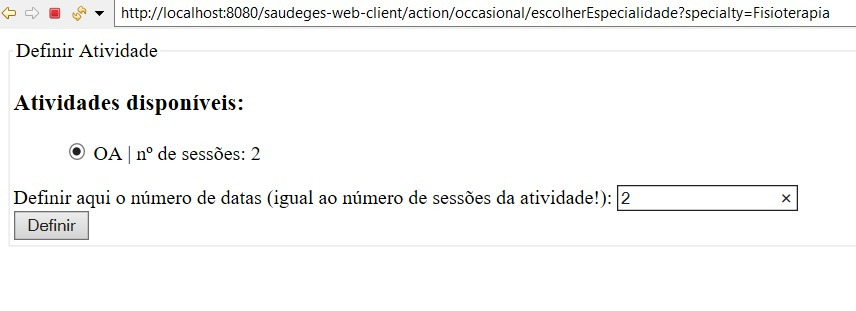 http://localhost:8080/saudeges-web-client/action/occasional/escolherEspecialidade?specialty=Fisioterapia
Definir Atividade
Atividades disponíveis:
OA | nº de sessões: 2
Definir aqui o número de datas (igual ao número de sessões da atividade!): 2
Definir